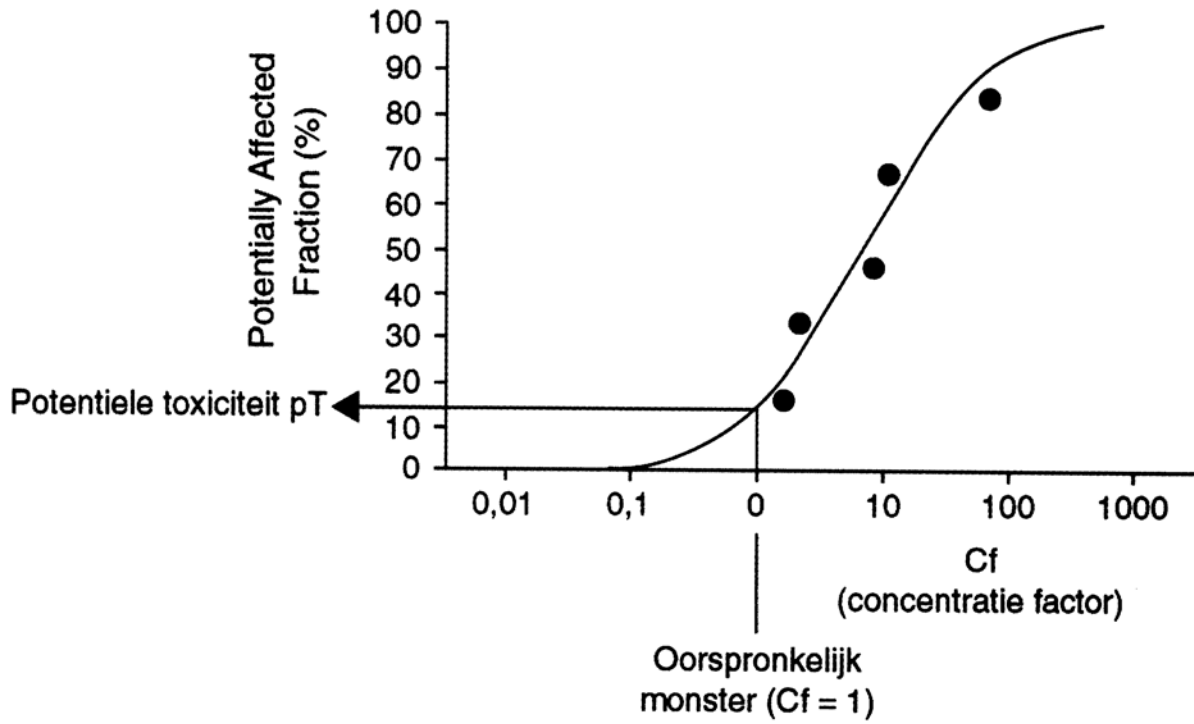 Potentially Affected
Fraction (%)
100
90
80
70
60
50
40
30
20
10
0
Potentiele toxiciteit pT
0,01 0,1 0 10 100 1000
Cf
(concentratie factor)
Oorspronkelijk
monster (Cf = 1)